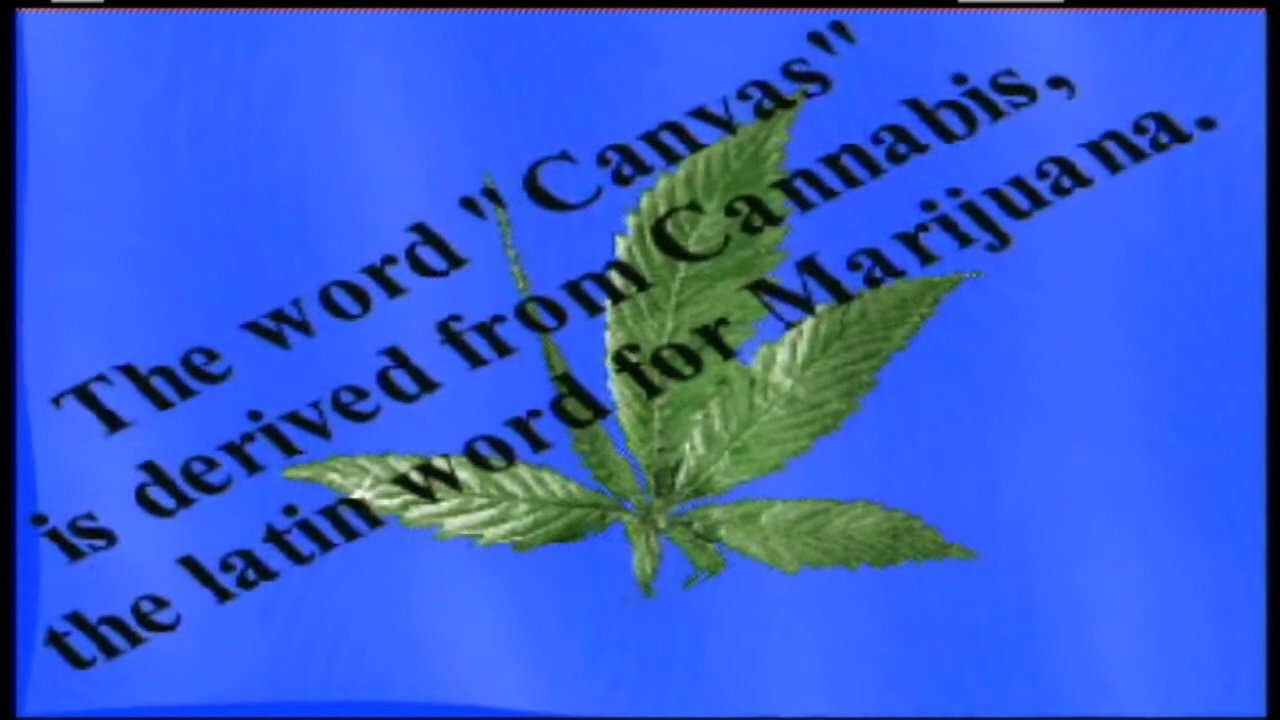 The word "Canvas"
is derived from Cannabis,
the latin word for Marijuana.